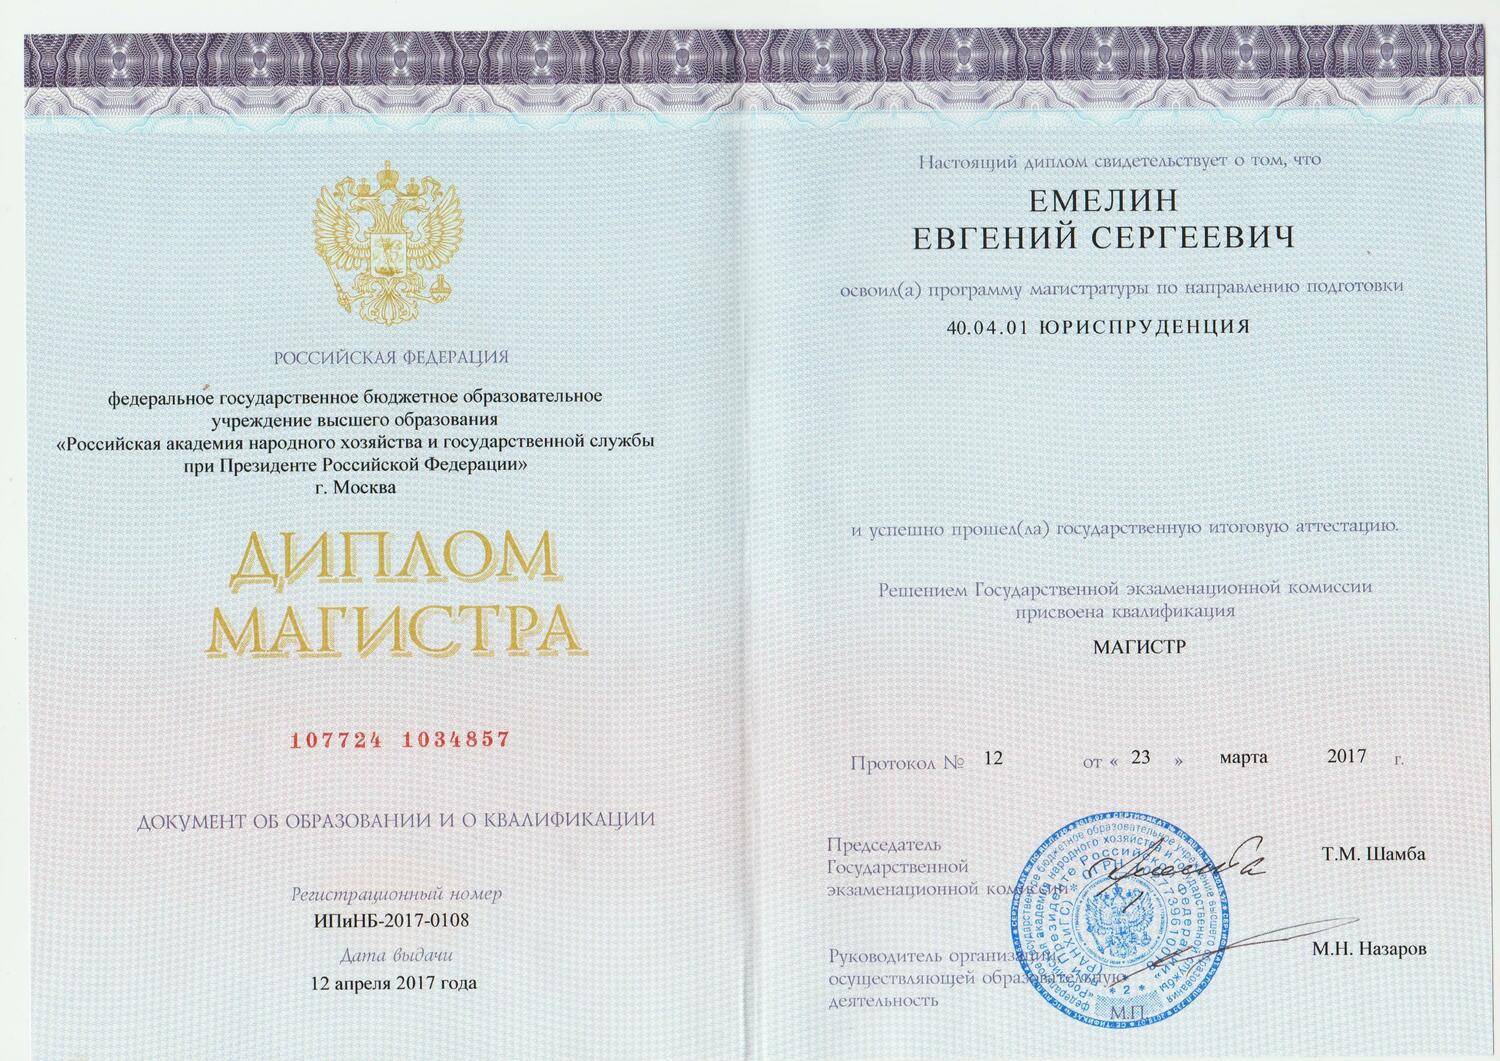 РОССИЙСКАЯ ФЕДЕРАЦИЯ
федеральное государственное бюджетное образовательное
учреждение высшего образования
«Российская академия народного хозяйства и государственной службы
при Президенте Российской Федерации»
г. Москва
ДИПЛОМ
МАГИСТРА
107724 1034857
ДОКУМЕНТ ОБ ОБРАЗОВАНИИ И О КВАЛИФИКАЦИИ
Регистрационный номер
ИПиНБ-2017-0108
Дата выдачи
12 апреля 2017 года
Настоящий диплом свидетельствует о том, что
ЕМЕЛИН
ЕВГЕНИЙ СЕРГЕЕВИЧ
освоил(а) программу магистратуры по направлению подготовки
40.04.01 ЮРИСПРУДЕНЦИЯ
и успешно прошел(ла) государственную итоговую аттестацию.
Решением Государственной экзаменационной комиссии
присвоена квалификация
МАГИСТР
Протокол № 12 от « 23 » марта 2017 г.
Председатель
Государственной
экзаменационной комиссии
Т.М. Шамба
Руководитель организации,
осуществляющей образовательную
деятельность
М.Н. Назаров
М.П.